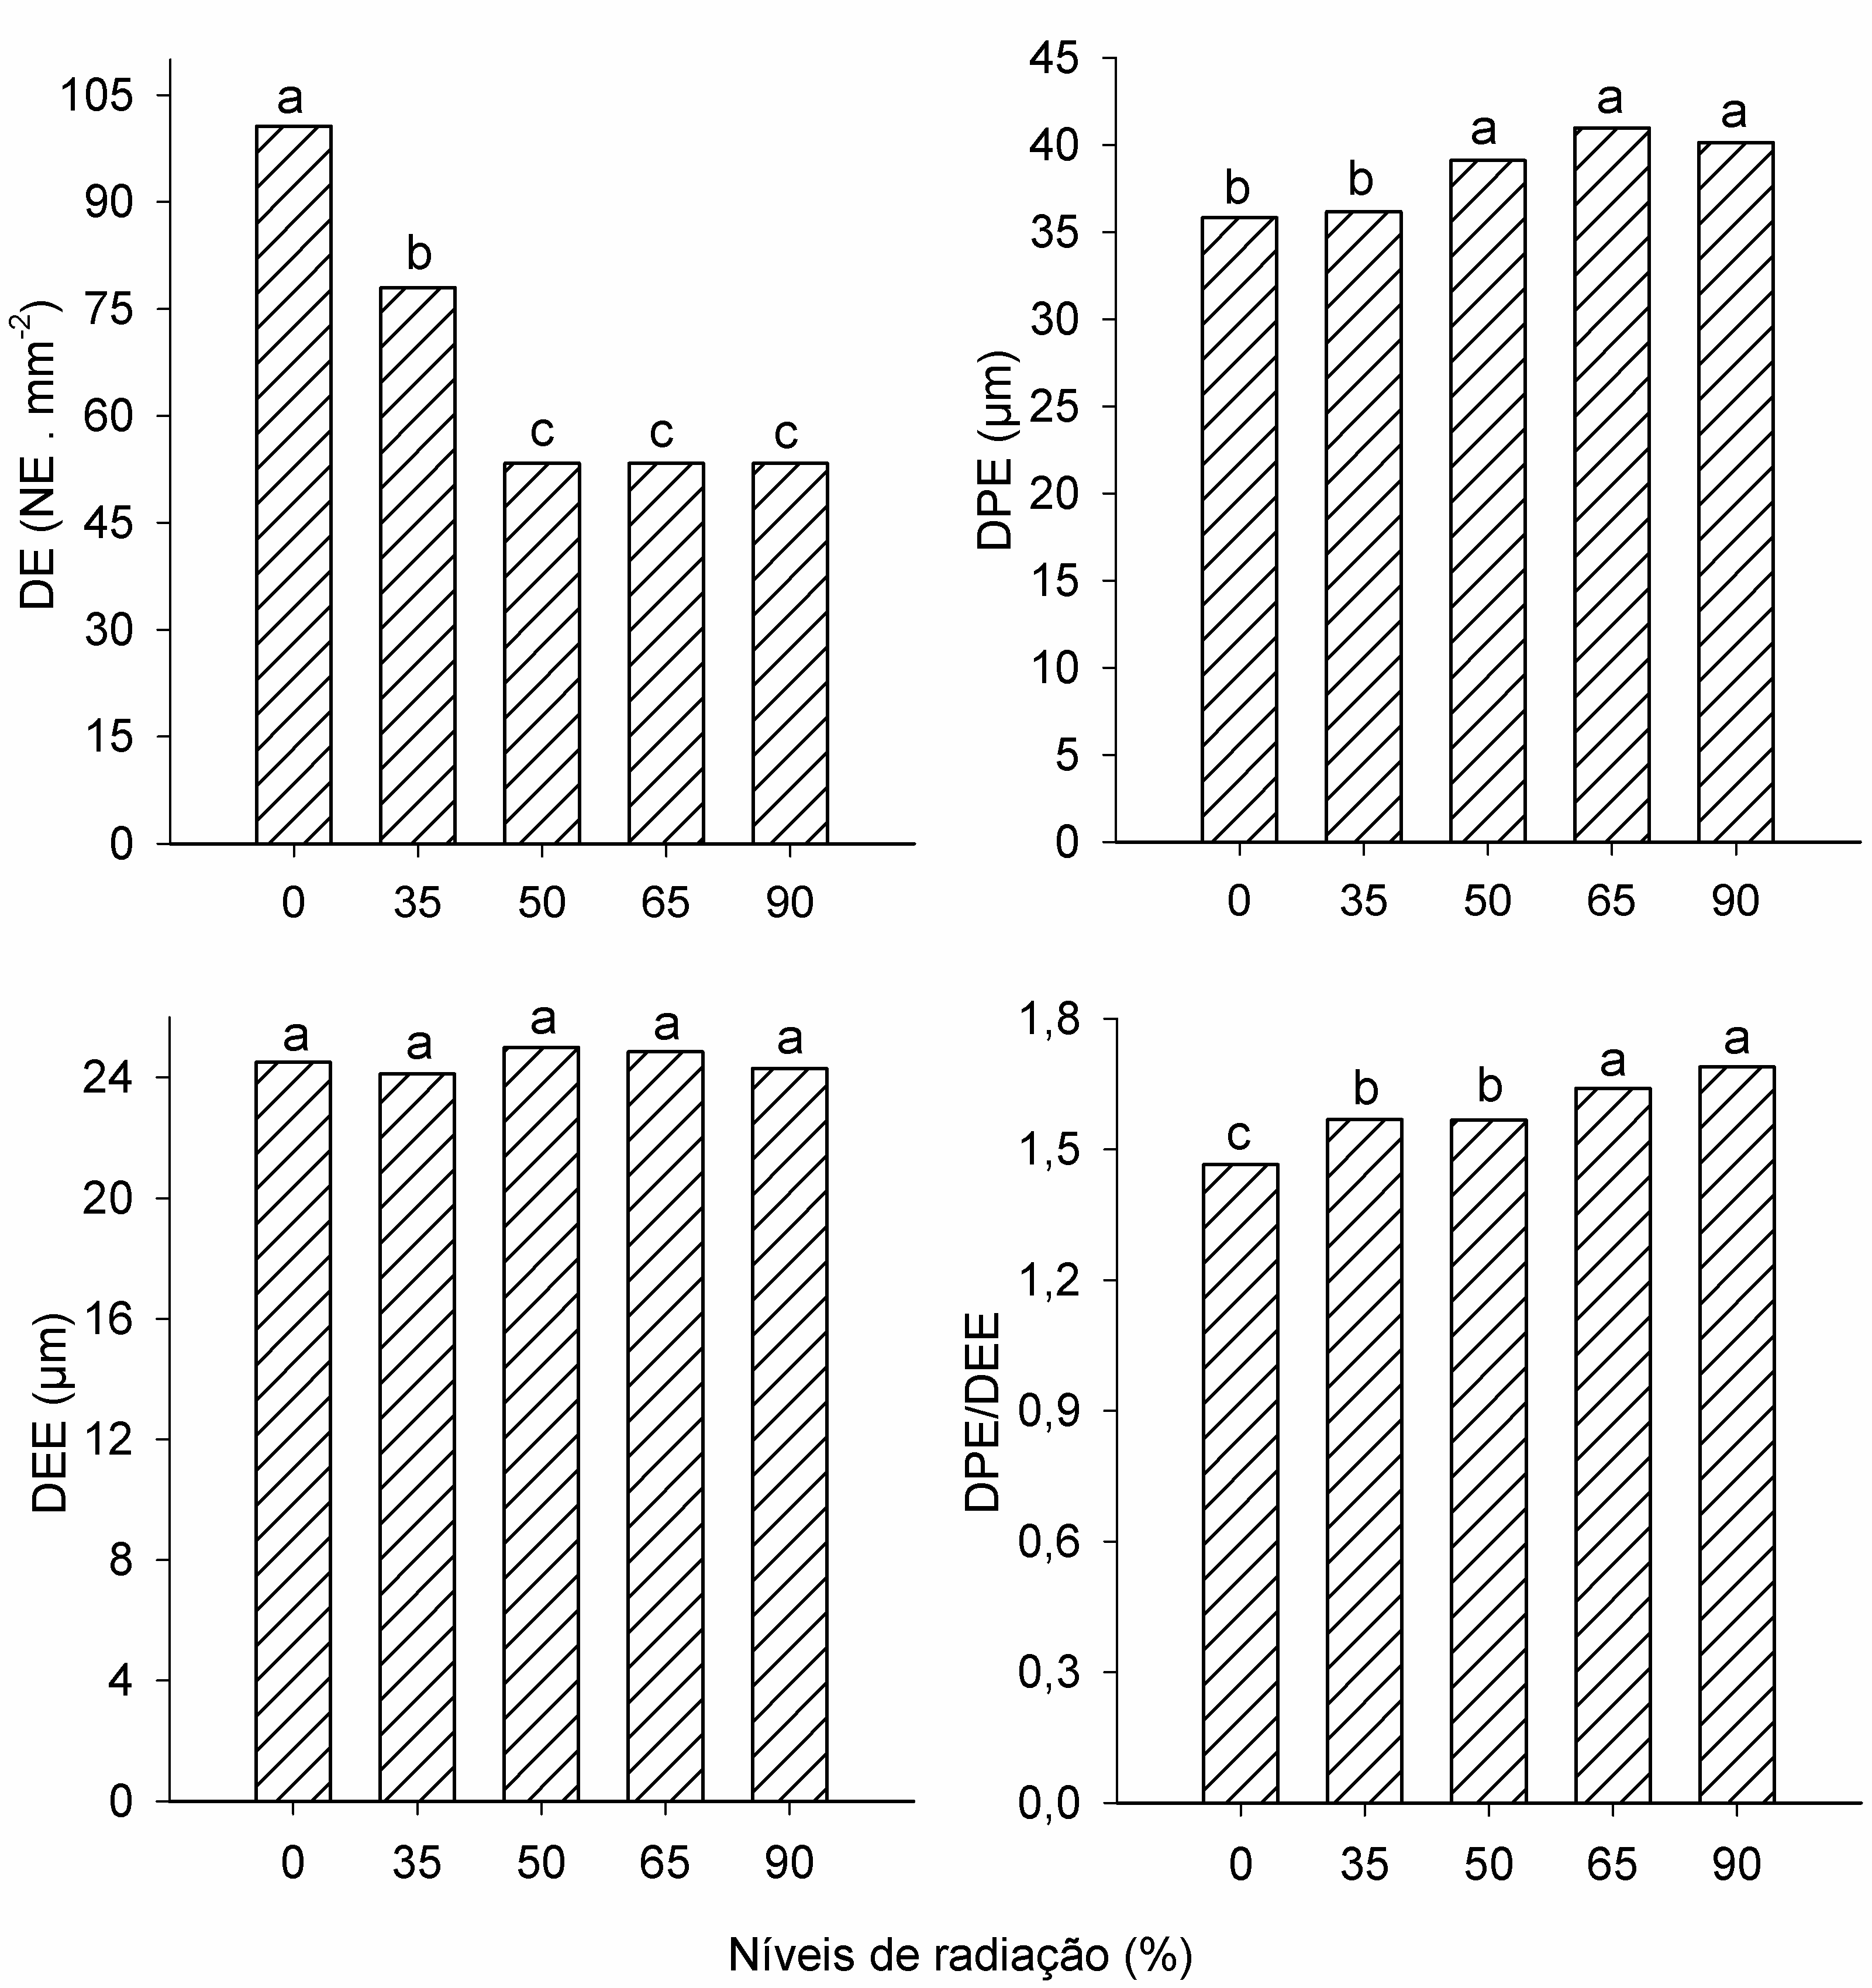 DE (NE . mm⁻²)
105
90
75
60
45
30
15
0
a
b
c
c
c
0 35 50 65 90
DPE (µm)
45
40
35
30
25
20
15
10
5
0
b
b
a
a
a
0 35 50 65 90
DEE (µm)
24
20
16
12
8
4
0
a
a
a
a
a
0 35 50 65 90
DPE/DEE
1,8
1,5
1,2
0,9
0,6
0,3
0,0
c
b
b
a
a
0 35 50 65 90
Níveis de radiação (%)